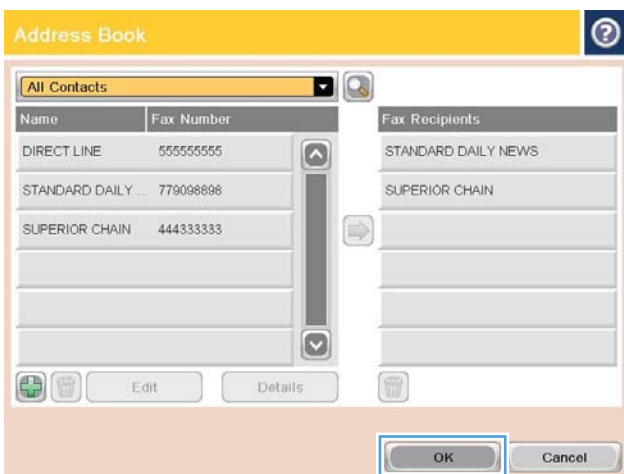 Address Book
All Contacts
Name Fax Number
DIRECT LINE 555555555
STANDARD DAILY ... 779098898
SUPERIOR CHAIN 444333333
Edit Details
Fax Recipients
STANDARD DAILY NEWS
SUPERIOR CHAIN
OK Cancel